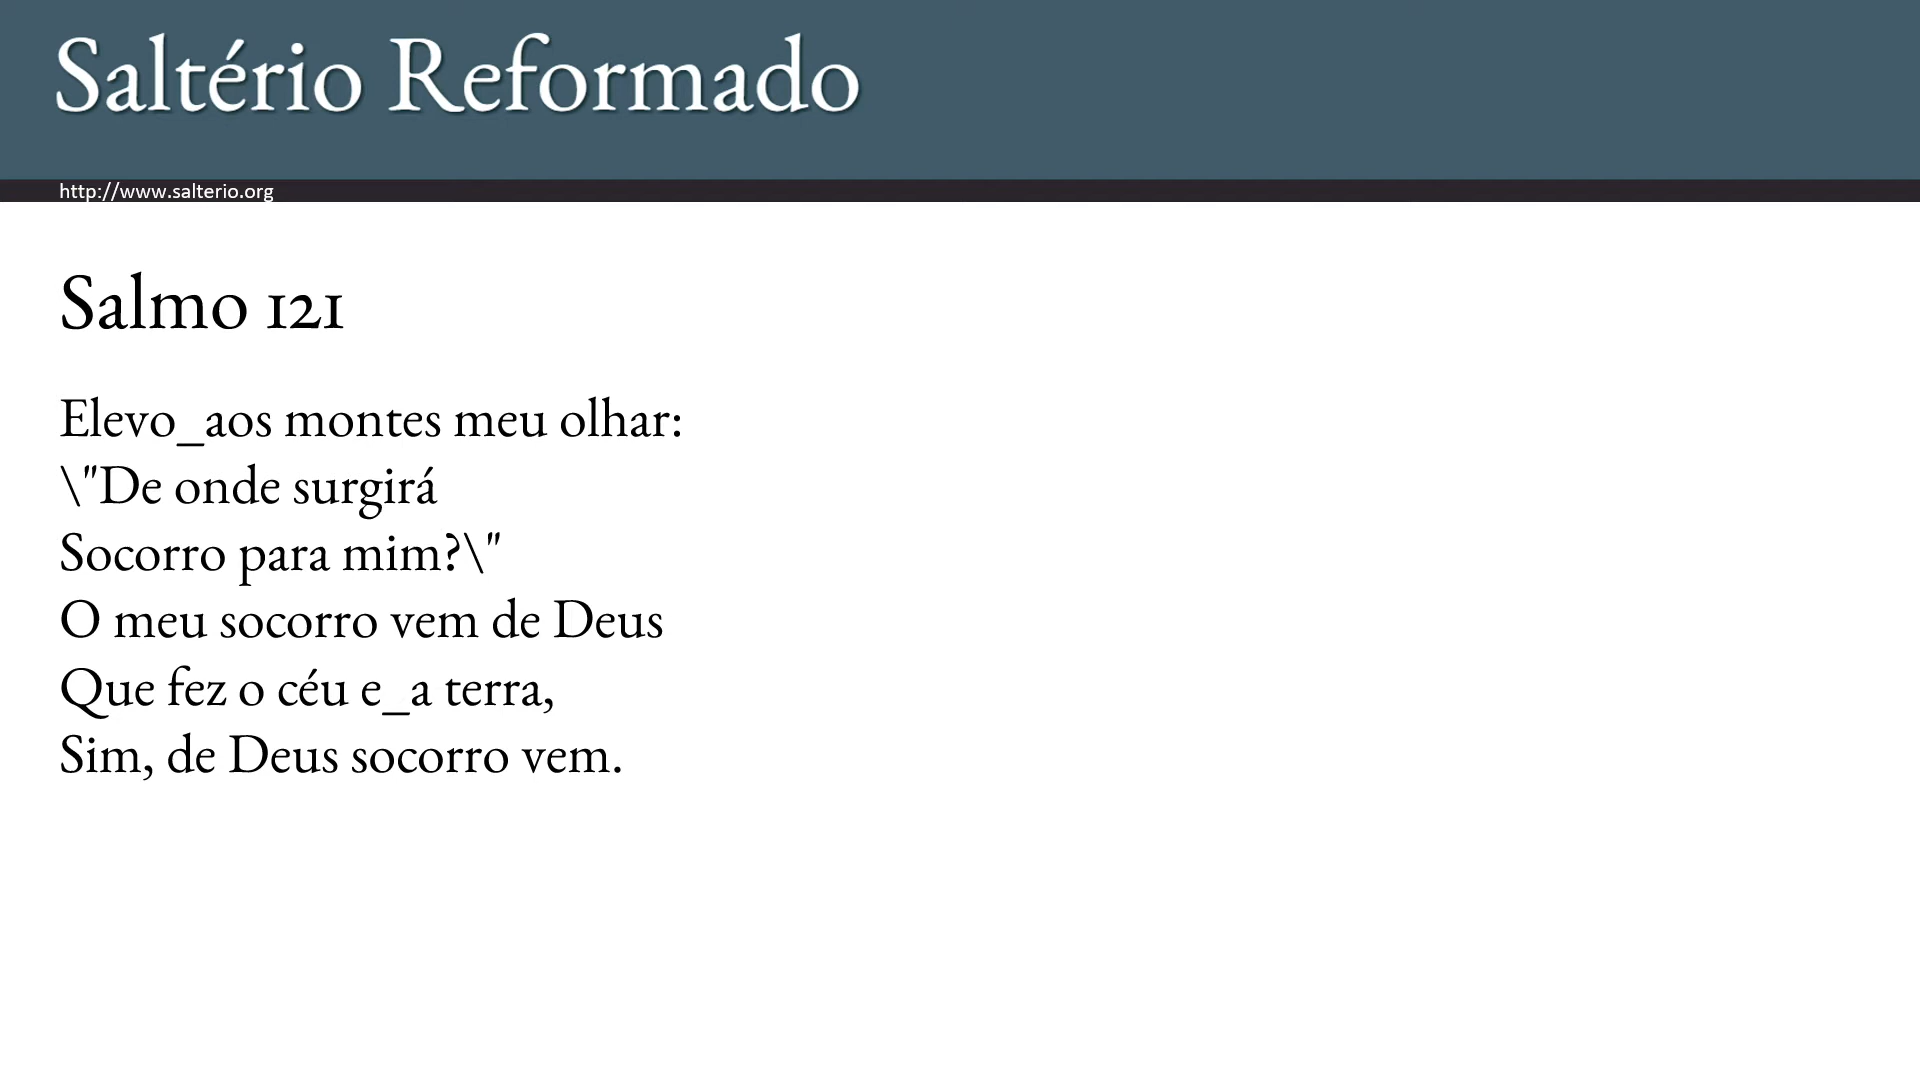 Saltério Reformado
http://www.salterio.org
Salmo 121
Elevo_aos montes meu olhar:
\"De onde surgirá
Socorro para mim?\"
O meu socorro vem de Deus
Que fez o céu e_a terra,
Sim, de Deus socorro vem.